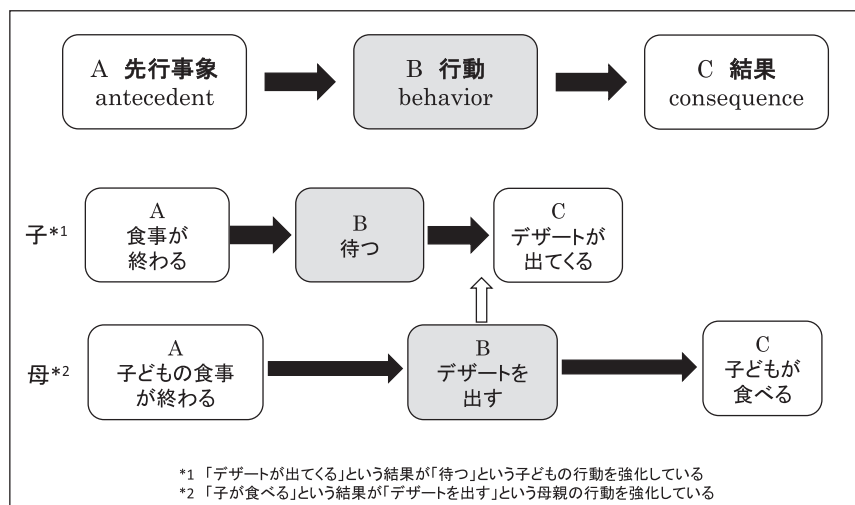 A 先行事象
antecedent
B 行動
behavior
C 結果
consequence
子*1
A
食事が
終わる
B
待つ
C
デザートが
出てくる
母*2
A
子どもの食事
が終わる
B
デザートを
出す
C
子どもが
食べる
*1 「デザートが出てくる」という結果が「待つ」という子どもの行動を強化している
*2 「子が食べる」という結果が「デザートを出す」という母親の行動を強化している